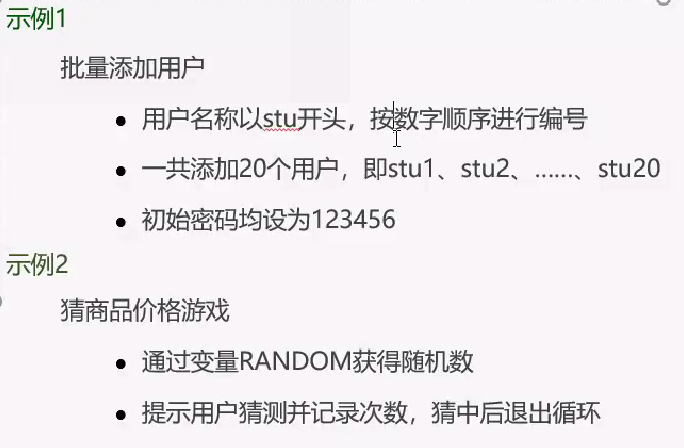 示例1
批量添加用户
● 用户名称以stu开头，按数字顺序进行编号
● 一共添加20个用户，即stu1、stu2、……、stu20
● 初始密码均设为123456
示例2
猜商品价格游戏
● 通过变量RANDOM获得随机数
● 提示用户猜测并记录次数，猜中后退出循环